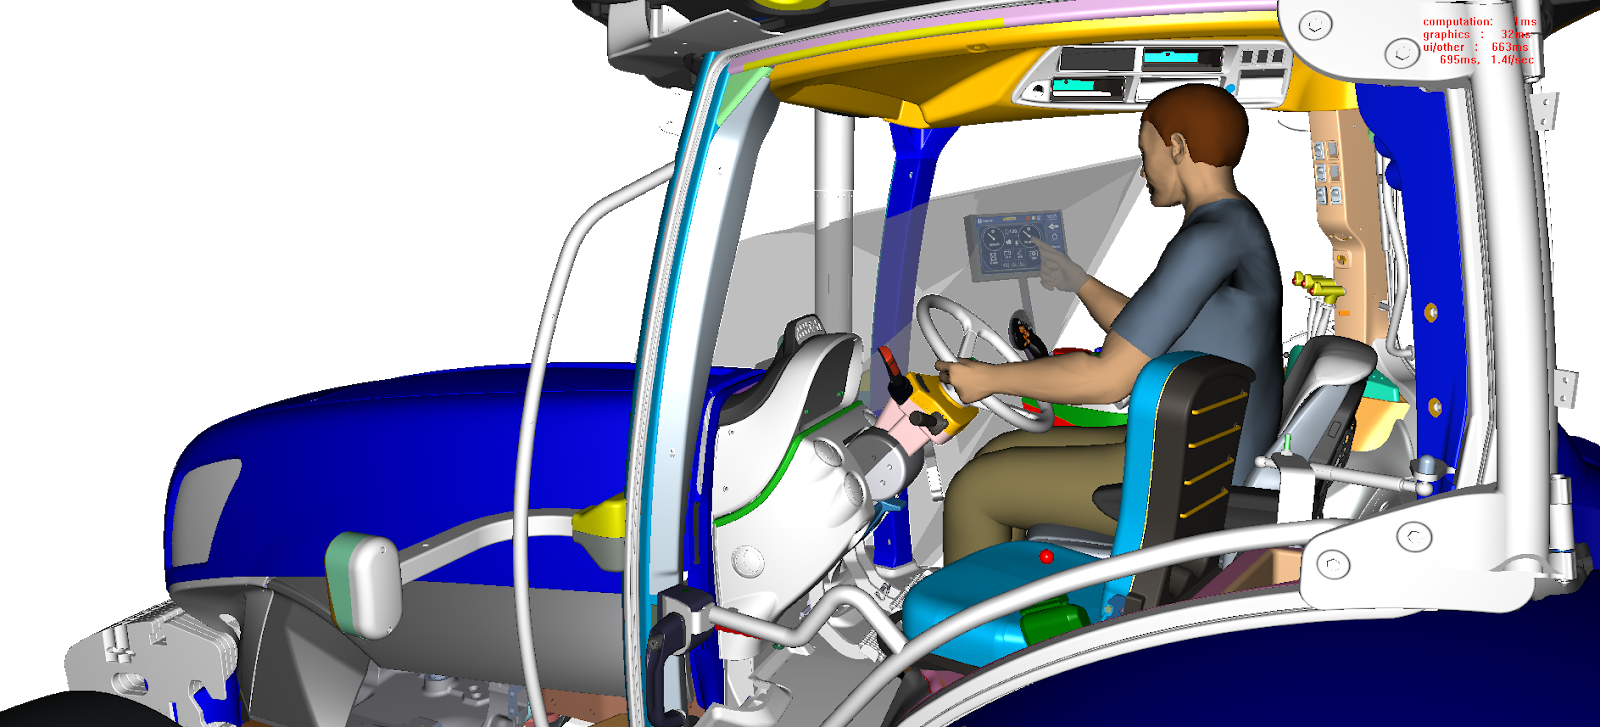 computation: 1ms
graphics : 32ms
ui/other : 663ms
695ms, 1.4f/sec